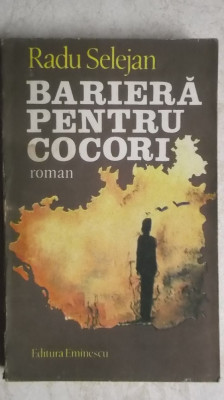 Radu Selejan
BARIERĂ
PENTRU
COCORI
roman
Editura Eminescu